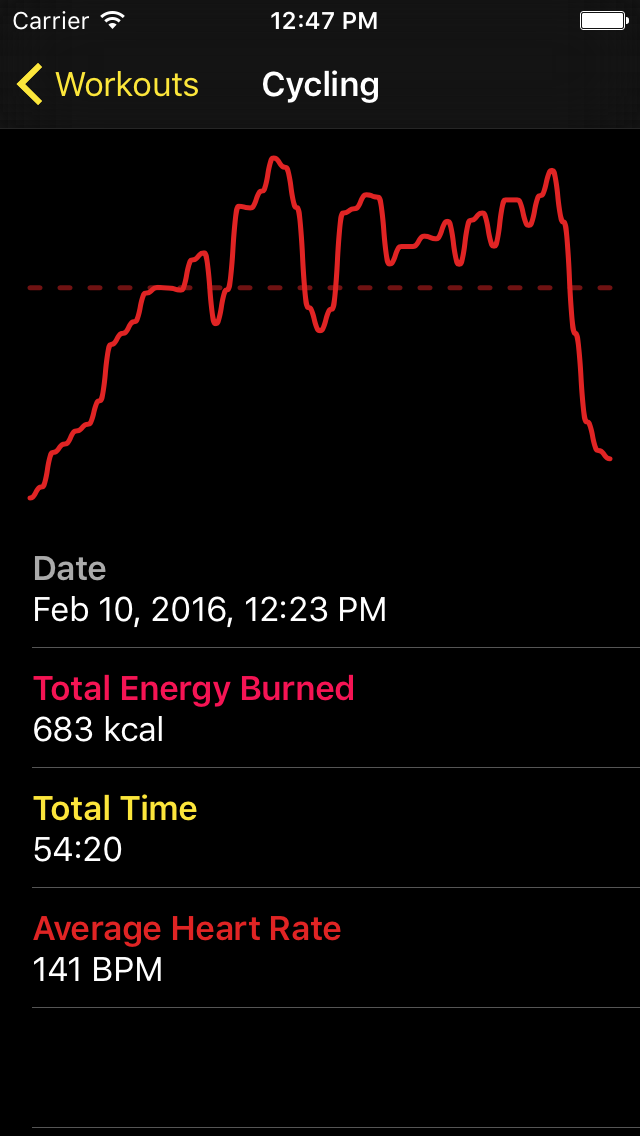 Carrier 12:47 PM
Workouts Cycling
Date
Feb 10, 2016, 12:23 PM
Total Energy Burned
683 kcal
Total Time
54:20
Average Heart Rate
141 BPM